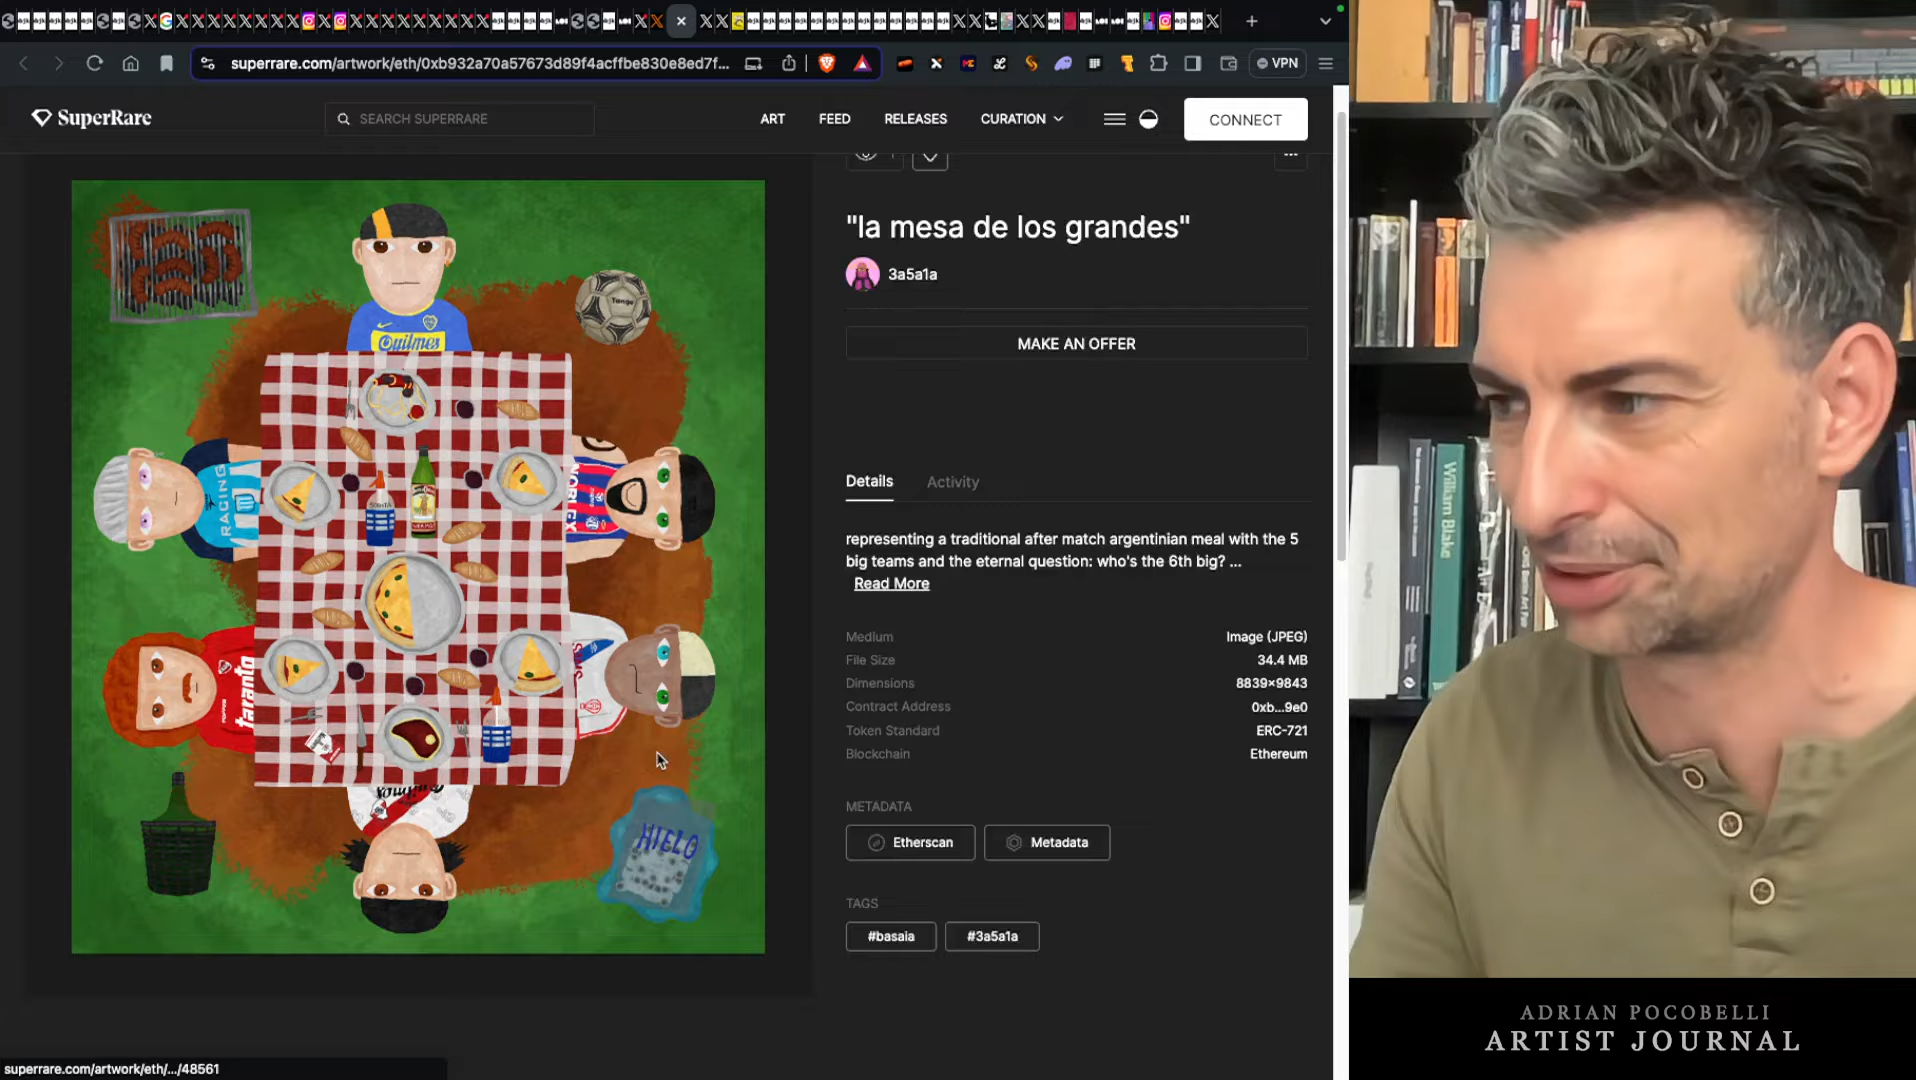 superrare.com/artwork/eth/0xb932a70a57673d89f4acffbe830e8ed7f...
VPN
SuperRare
SEARCH SUPERRARE
ART
FEED
RELEASES
CURATION
CONNECT
"la mesa de los grandes"
3a5a1a
MAKE AN OFFER
Details
Activity
representing a traditional after match argentinian meal with the 5
big teams and the eternal question: who's the 6th big? ...
Read More
Medium
Image (JPEG)
File Size
34.4 MB
Dimensions
8839×9843
Contract Address
0xb...9e0
Token Standard
ERC-721
Blockchain
Ethereum
METADATA
Etherscan
Metadata
TAGS
#basaia
#3a5a1a
Tango
Quilmes
RACING
taranto
HIELO
William Blake
ADRIAN POCOBELLI
ARTIST JOURNAL
superrare.com/artwork/eth/.../48561